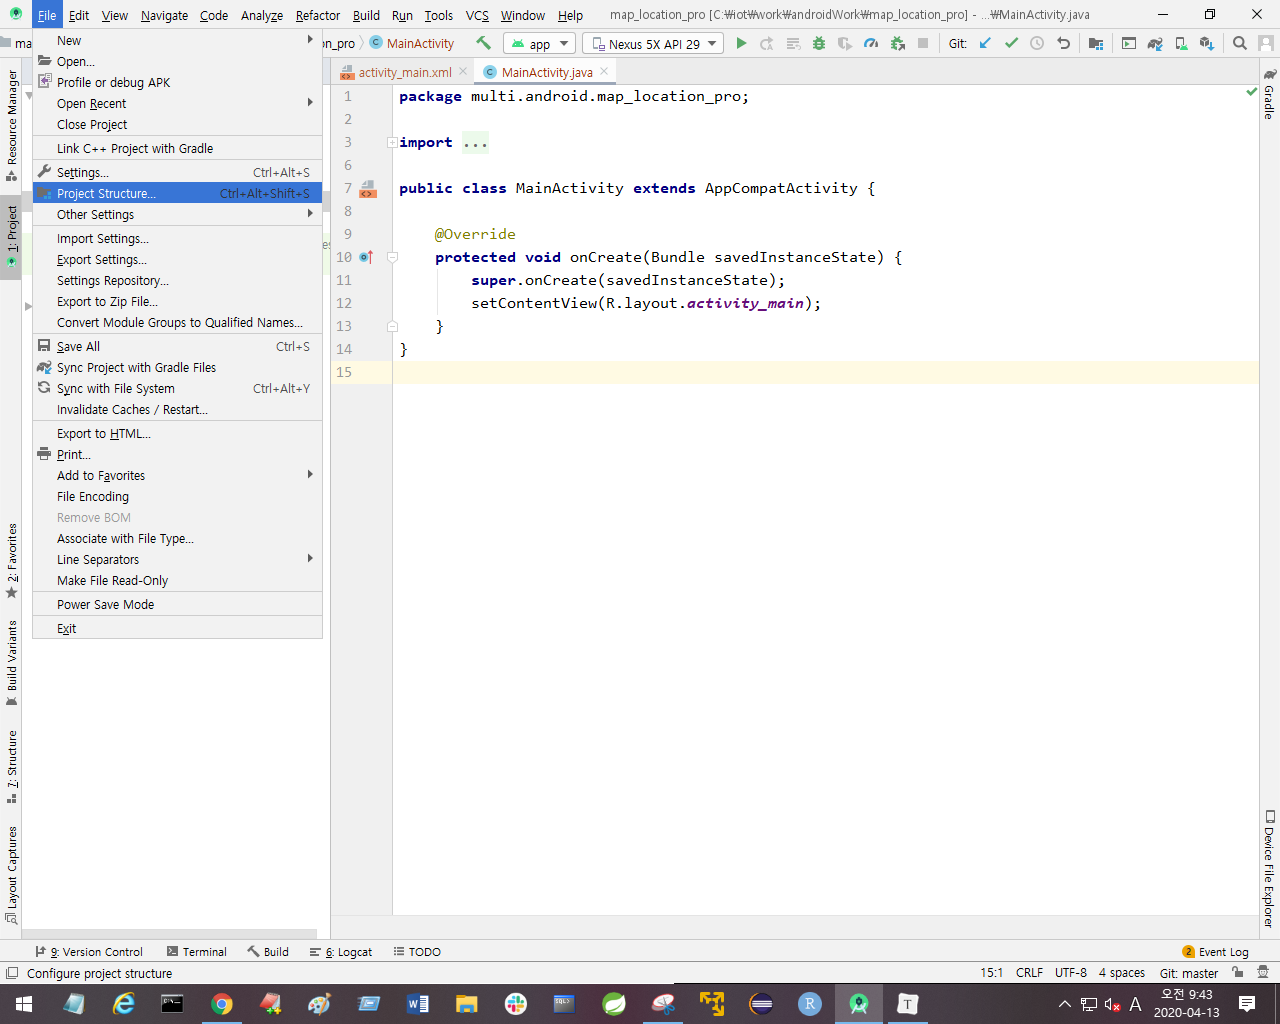 File Edit View Navigate Code Analyze Refactor Build Run Tools VCS Window Help map_location_pro [C:₩iot₩work₩androidWork₩map_location_pro] - ...₩MainActivity.java
ma
n_pro MainActivity app Nexus 5X API 29 Git:
New
Open...
Profile or debug APK
Open Recent
Close Project
Link C++ Project with Gradle
Settings... Ctrl+Alt+S
Project Structure... Ctrl+Alt+Shift+S
Other Settings
Import Settings...
Export Settings...
Settings Repository...
Export to Zip File...
Convert Module Groups to Qualified Names...
Save All Ctrl+S
Sync Project with Gradle Files
Sync with File System Ctrl+Alt+Y
Invalidate Caches / Restart...
Export to HTML...
Print...
Add to Favorites
File Encoding
Remove BOM
Associate with File Type...
Line Separators
Make File Read-Only
Power Save Mode
Exit
es
Resource Manager
1: Project
2: Favorites
Build Variants
7: Structure
Layout Captures
activity_main.xml MainActivity.java
1 package multi.android.map_location_pro;
2
3 import ...
6
7 public class MainActivity extends AppCompatActivity {
8
9 @Override
10 protected void onCreate(Bundle savedInstanceState) {
11 super.onCreate(savedInstanceState);
12 setContentView(R.layout.activity_main);
13 }
14 }
15
Gradle
Device File Explorer
9: Version Control Terminal Build 6: Logcat TODO 2 Event Log
Configure project structure 15:1 CRLF UTF-8 4 spaces Git: master
A 오전 9:43
2020-04-13